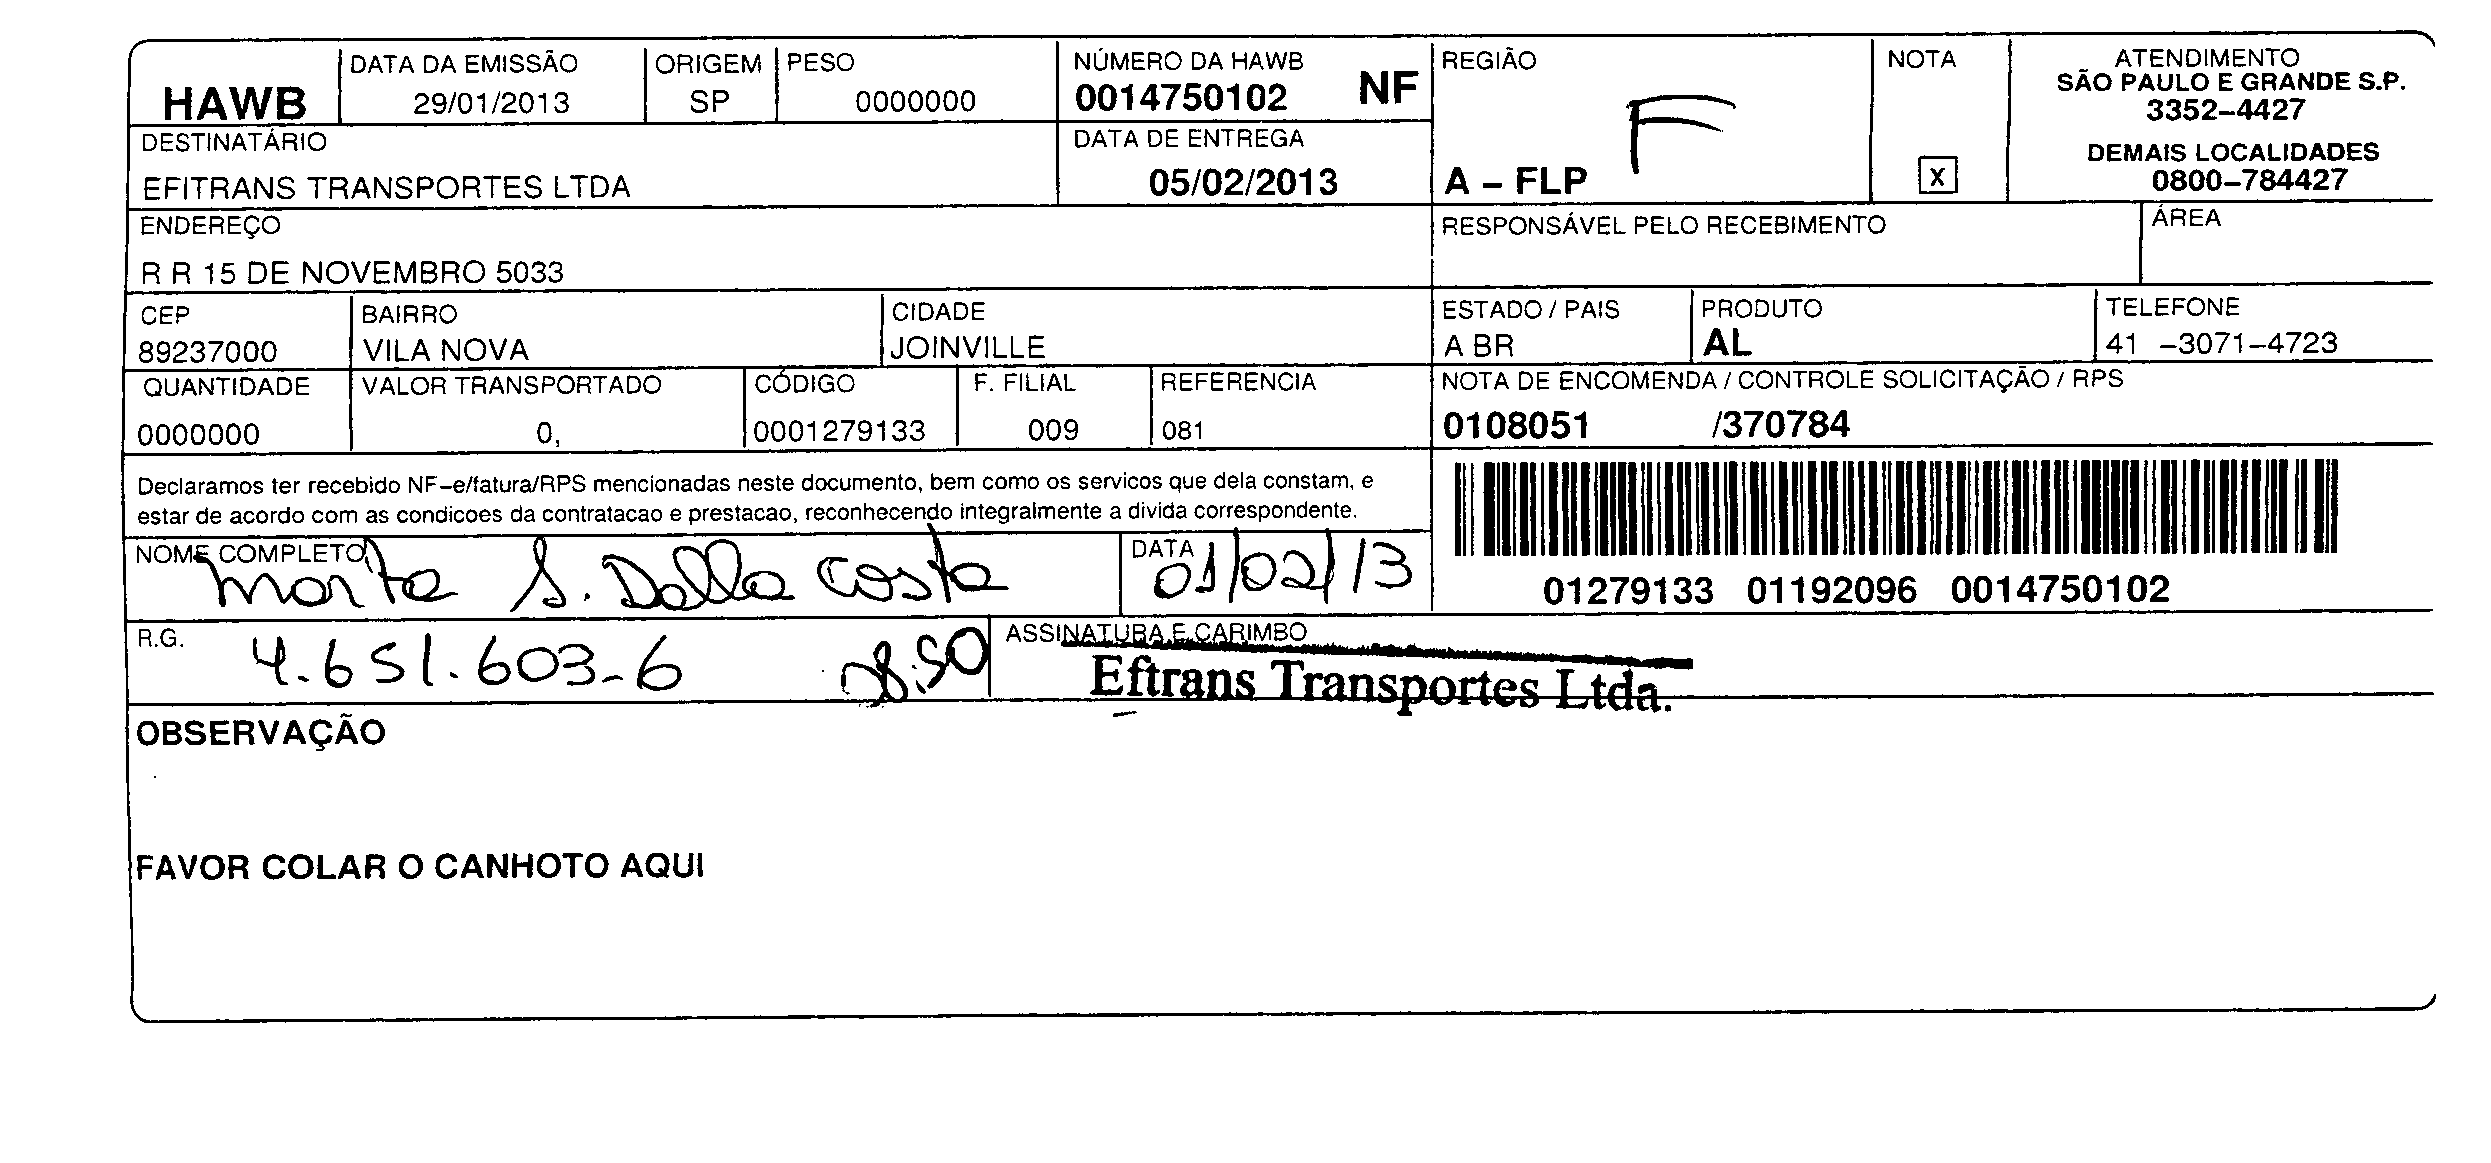 HAWB
DATA DA EMISSÃO
29/01/2013
ORIGEM
SP
PESO
0000000
NÚMERO DA HAWB
0014750102 NF
REGIÃO
F
A – FLP
NOTA
X
ATENDIMENTO
SÃO PAULO E GRANDE S.P.
3352–4427
DEMAIS LOCALIDADES
0800–784427
DESTINATÁRIO
EFITRANS TRANSPORTES LTDA
DATA DE ENTREGA
05/02/2013
ENDEREÇO
R R 15 DE NOVEMBRO 5033
RESPONSÁVEL PELO RECEBIMENTO
ÁREA
CEP
89237000
BAIRRO
VILA NOVA
CIDADE
JOINVILLE
ESTADO / PAIS
A BR
PRODUTO
AL
TELEFONE
41 –3071–4723
QUANTIDADE
0000000
VALOR TRANSPORTADO
0,
CÓDIGO
0001279133
F. FILIAL
009
REFERENCIA
081
NOTA DE ENCOMENDA / CONTROLE SOLICITAÇÃO / RPS
0108051 /370784
Declaramos ter recebido NF–e/fatura/RPS mencionadas neste documento, bem como os servicos que dela constam, e
estar de acordo com as condicoes da contratacao e prestacao, reconhecendo integralmente a divida correspondente.
NOME COMPLETO
S. Dalla Costa
DATA
01/02/13
01279133 01192096 0014750102
R.G.
4.651.603-6
ASSINATURA E CARIMBO
Eftrans Transportes Ltda.
OBSERVAÇÃO
FAVOR COLAR O CANHOTO AQUI